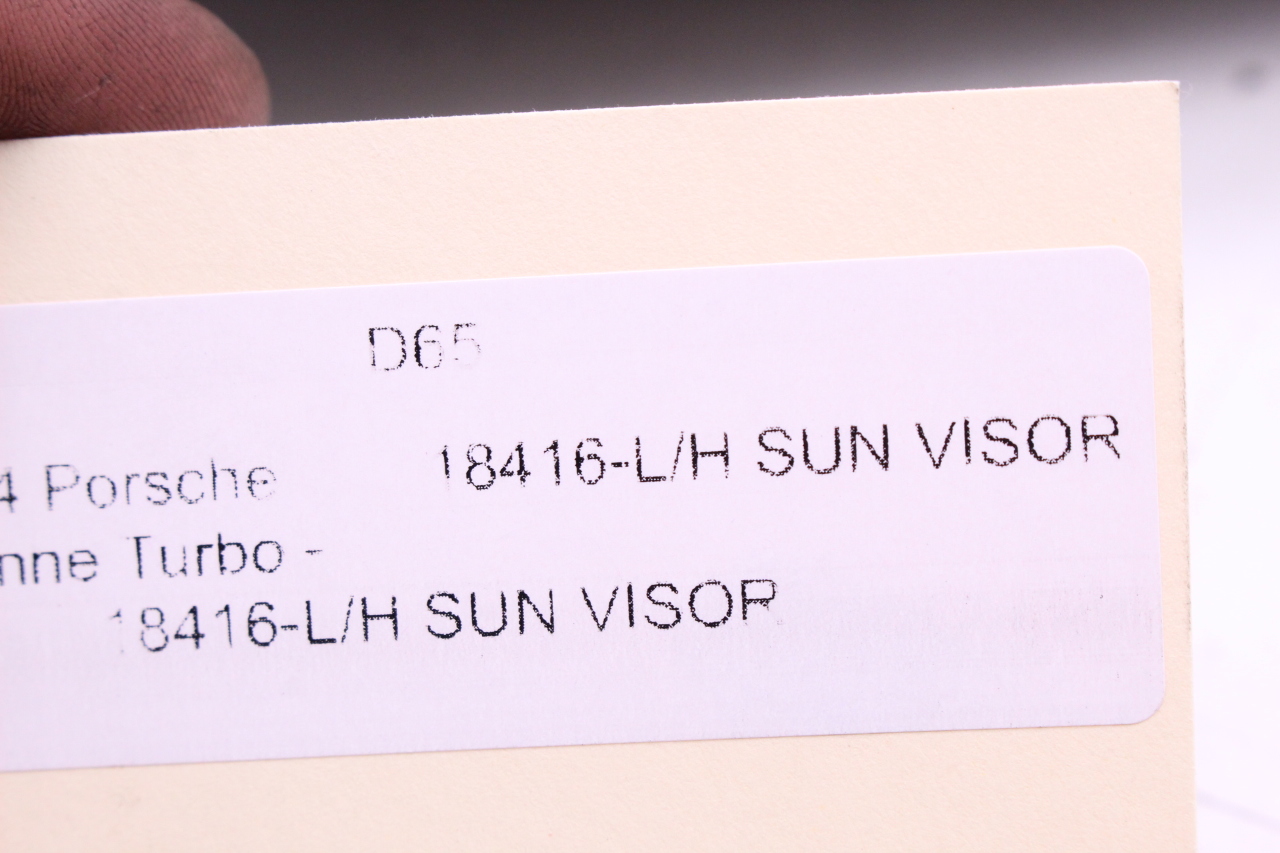 D65
18416-L/H SUN VISOR
4 Porsche
nne Turbo -
18416-L/H SUN VISOR